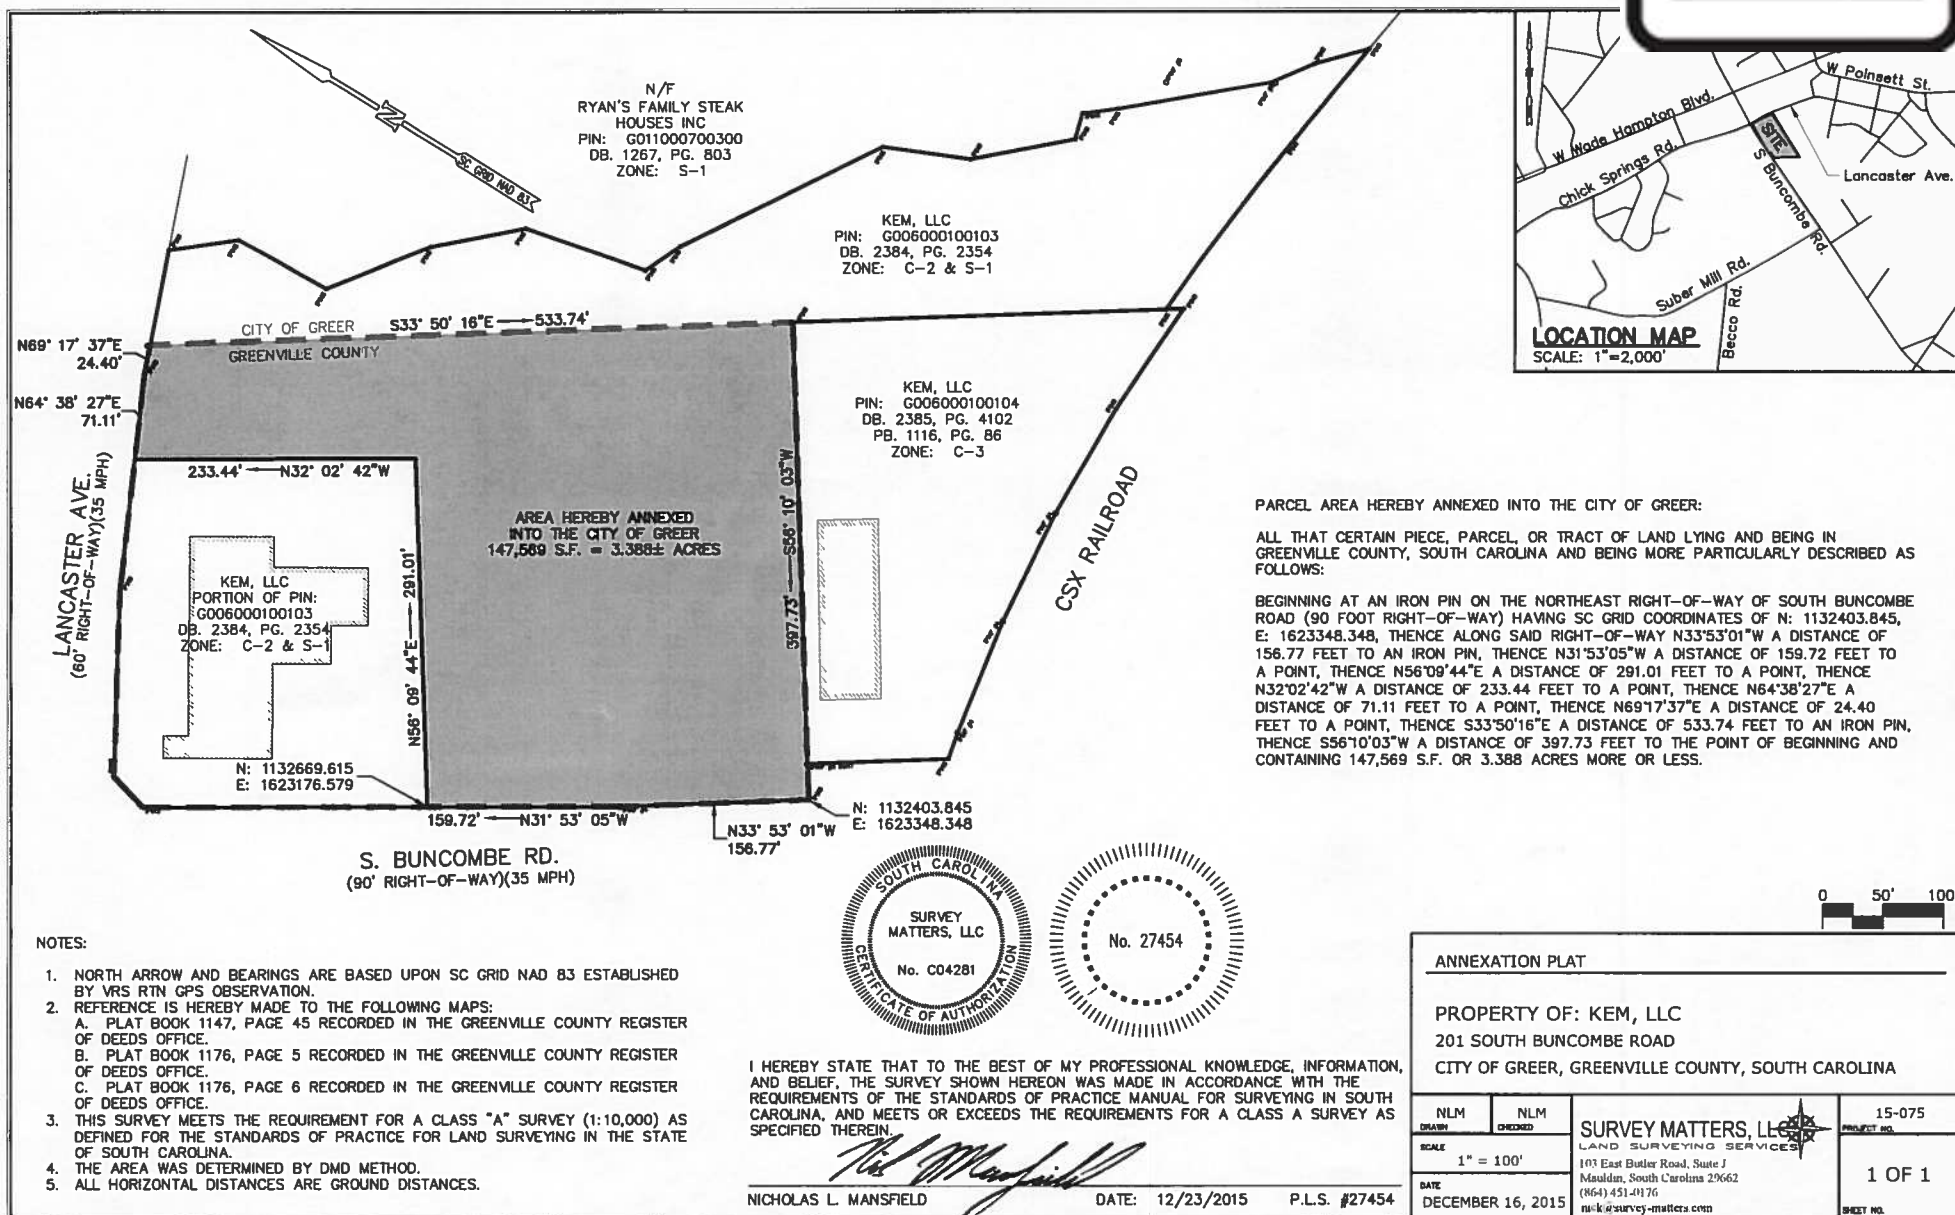 N/F
RYAN'S FAMILY STEAK
HOUSES INC
PIN: G011000700300
DB. 1267, PG. 803
ZONE: S-1
N
SC GRID NAD 83
KEM, LLC
PIN: G006000100103
DB. 2384, PG. 2354
ZONE: C-2 & S-1
CITY OF GREER
GREENVILLE COUNTY
S33° 50' 16"E 533.74'
N69° 17' 37"E
24.40'
N64° 38' 27"E
71.11'
LANCASTER AVE.
(60' RIGHT-OF-WAY)(35 MPH)
233.44' N32° 02' 42"W
KEM, LLC
PIN: G006000100104
DB. 2385, PG. 4102
PB. 1116, PG. 86
ZONE: C-3
397.73' S56° 10' 03"W
AREA HEREBY ANNEXED
INTO THE CITY OF GREER
147,569 S.F. = 3.388± ACRES
N56° 09' 44"E 291.01'
KEM, LLC
PORTION OF PIN:
G006000100103
DB. 2384, PG. 2354
ZONE: C-2 & S-1
CSX RAILROAD
N: 1132669.615
E: 1623176.579
159.72' N31° 53' 05"W
N33° 53' 01"W
156.77'
N: 1132403.845
E: 1623348.348
S. BUNCOMBE RD.
(90' RIGHT-OF-WAY)(35 MPH)
W Poinsett St.
W Wade Hampton Blvd.
SITE
Chick Springs Rd.
Lancaster Ave.
S Buncombe Rd.
Suber Mill Rd.
Becco Rd.
LOCATION MAP
SCALE: 1"=2,000'
PARCEL AREA HEREBY ANNEXED INTO THE CITY OF GREER:
ALL THAT CERTAIN PIECE, PARCEL, OR TRACT OF LAND LYING AND BEING IN
GREENVILLE COUNTY, SOUTH CAROLINA AND BEING MORE PARTICULARLY DESCRIBED AS
FOLLOWS:
BEGINNING AT AN IRON PIN ON THE NORTHEAST RIGHT-OF-WAY OF SOUTH BUNCOMBE
ROAD (90 FOOT RIGHT-OF-WAY) HAVING SC GRID COORDINATES OF N: 1132403.845,
E: 1623348.348, THENCE ALONG SAID RIGHT-OF-WAY N33°53'01"W A DISTANCE OF
156.77 FEET TO AN IRON PIN, THENCE N31°53'05"W A DISTANCE OF 159.72 FEET TO
A POINT, THENCE N56°09'44"E A DISTANCE OF 291.01 FEET TO A POINT, THENCE
N32°02'42"W A DISTANCE OF 233.44 FEET TO A POINT, THENCE N64°38'27"E A
DISTANCE OF 71.11 FEET TO A POINT, THENCE N69°17'37"E A DISTANCE OF 24.40
FEET TO A POINT, THENCE S33°50'16"E A DISTANCE OF 533.74 FEET TO AN IRON PIN,
THENCE S56°10'03"W A DISTANCE OF 397.73 FEET TO THE POINT OF BEGINNING AND
CONTAINING 147,569 S.F. OR 3.388 ACRES MORE OR LESS.
NOTES:
1. NORTH ARROW AND BEARINGS ARE BASED UPON SC GRID NAD 83 ESTABLISHED
BY VRS RTN GPS OBSERVATION.
2. REFERENCE IS HEREBY MADE TO THE FOLLOWING MAPS:
A. PLAT BOOK 1147, PAGE 45 RECORDED IN THE GREENVILLE COUNTY REGISTER
OF DEEDS OFFICE.
B. PLAT BOOK 1176, PAGE 5 RECORDED IN THE GREENVILLE COUNTY REGISTER
OF DEEDS OFFICE.
C. PLAT BOOK 1176, PAGE 6 RECORDED IN THE GREENVILLE COUNTY REGISTER
OF DEEDS OFFICE.
3. THIS SURVEY MEETS THE REQUIREMENT FOR A CLASS "A" SURVEY (1:10,000) AS
DEFINED FOR THE STANDARDS OF PRACTICE FOR LAND SURVEYING IN THE STATE
OF SOUTH CAROLINA.
4. THE AREA WAS DETERMINED BY DMD METHOD.
5. ALL HORIZONTAL DISTANCES ARE GROUND DISTANCES.
SOUTH CAROLINA
SURVEY
MATTERS, LLC
No. C04281
CERTIFICATE OF AUTHORIZATION
No. 27454
I HEREBY STATE THAT TO THE BEST OF MY PROFESSIONAL KNOWLEDGE, INFORMATION,
AND BELIEF, THE SURVEY SHOWN HEREON WAS MADE IN ACCORDANCE WITH THE
REQUIREMENTS OF THE STANDARDS OF PRACTICE MANUAL FOR SURVEYING IN SOUTH
CAROLINA, AND MEETS OR EXCEEDS THE REQUIREMENTS FOR A CLASS A SURVEY AS
SPECIFIED THEREIN.
NICHOLAS L. MANSFIELD DATE: 12/23/2015 P.L.S. #27454
0 50' 100
ANNEXATION PLAT
PROPERTY OF: KEM, LLC
201 SOUTH BUNCOMBE ROAD
CITY OF GREER, GREENVILLE COUNTY, SOUTH CAROLINA
NLM
DRAWN
NLM
CHECKED
SCALE
1" = 100'
DATE
DECEMBER 16, 2015
SURVEY MATTERS, LLC
LAND SURVEYING SERVICES
103 East Butler Road, Suite J
Mauldin, South Carolina 29662
(864) 451-0176
nick@survey-matters.com
15-075
PROJECT NO.
1 OF 1
SHEET NO.